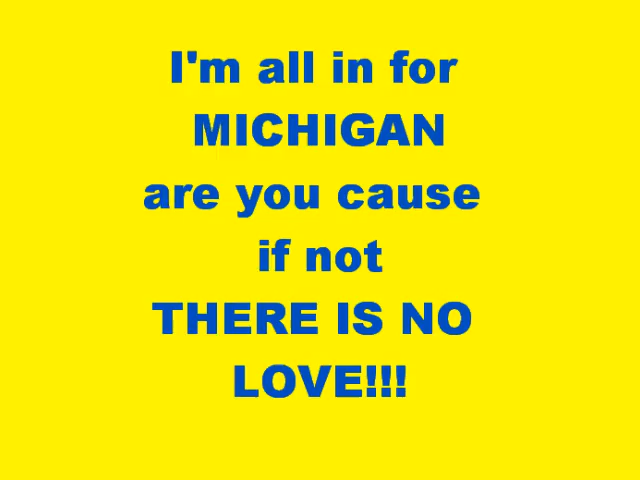 I'm all in for
MICHIGAN
are you cause
if not
THERE IS NO
LOVE!!!